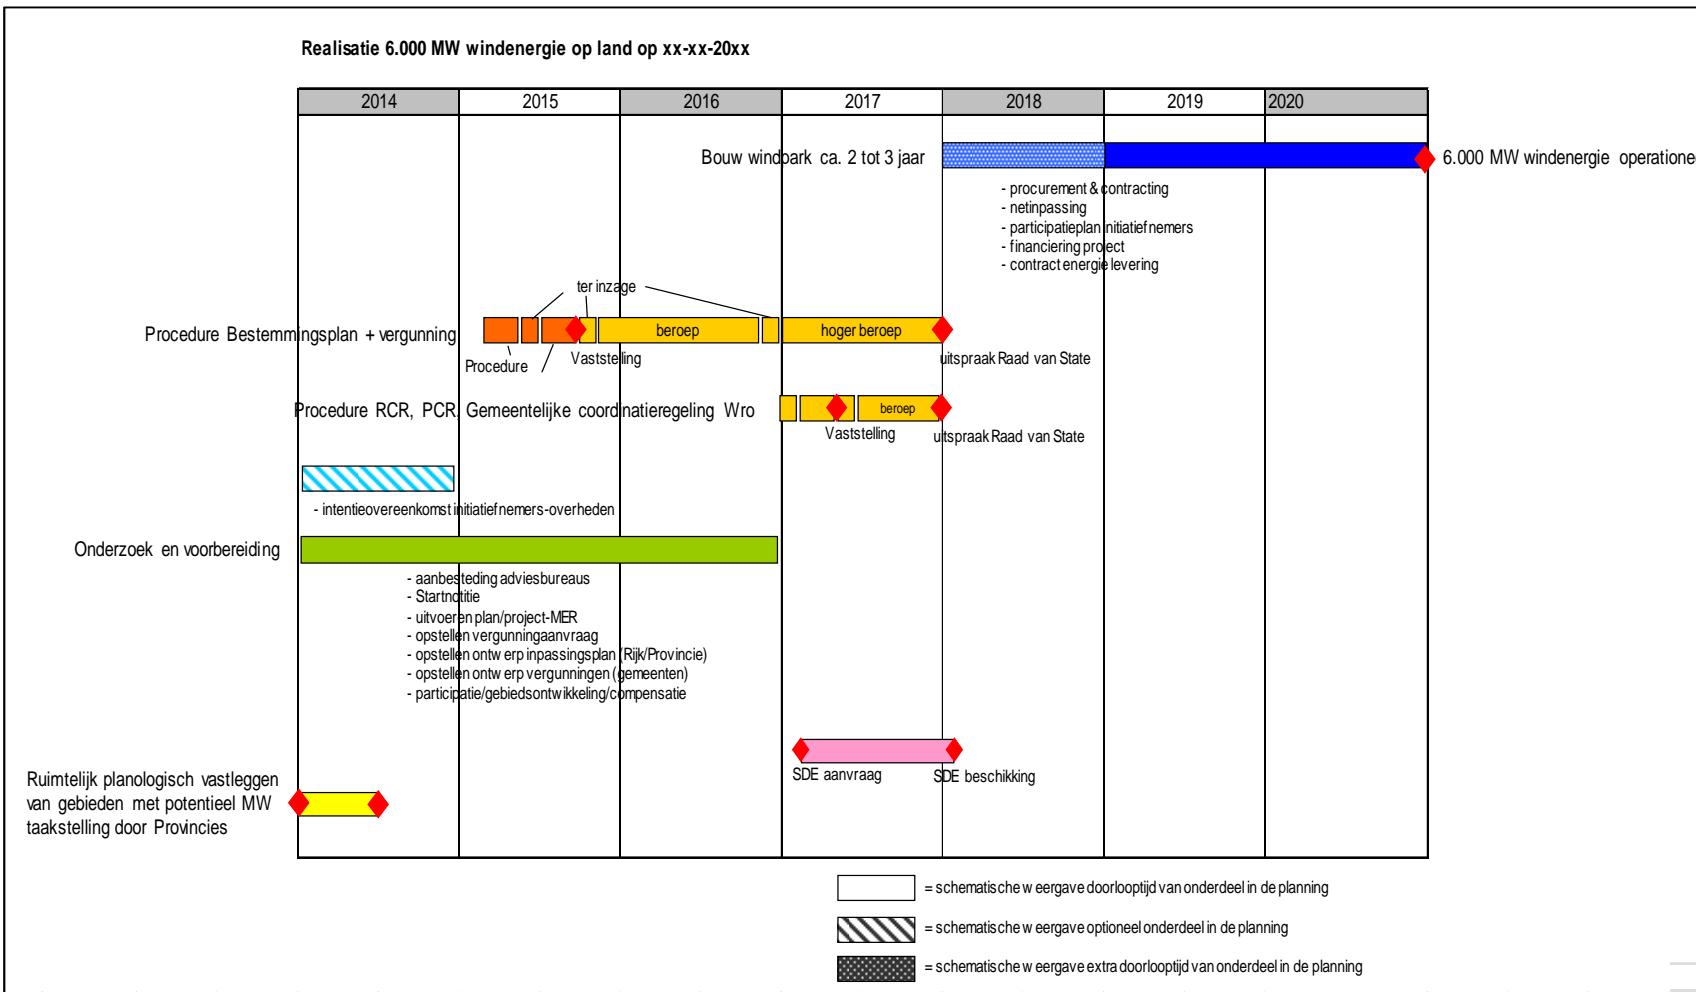 Realisatie 6.000 MW windenergie op land op xx-xx-20xx
2014 2015 2016 2017 2018 2019 2020
Bouw windpark ca. 2 tot 3 jaar
6.000 MW windenergie operationee
- procurement & contracting
- netinpassing
- participatieplan initiatiefnemers
- financiering project
- contract energie levering
ter inzage
Procedure Bestemmingsplan + vergunning
beroep
hoger beroep
Procedure
Vaststelling
uitspraak Raad van State
Procedure RCR, PCR, Gemeentelijke coordinatieregeling Wro
beroep
Vaststelling
uitspraak Raad van State
- intentieovereenkomst initiatiefnemers-overheden
Onderzoek en voorbereiding
- aanbesteding adviesbureaus
- Startnotitie
- uitvoeren plan/project-MER
- opstellen vergunningaanvraag
- opstellen ontwerp inpassingsplan (Rijk/Provincie)
- opstellen ontwerp vergunningen (gemeenten)
- participatie/gebiedsontwikkeling/compensatie
SDE aanvraag
SDE beschikking
Ruimtelijk planologisch vastleggen
van gebieden met potentieel MW
taakstelling door Provincies
= schematische weergave doorlooptijd van onderdeel in de planning
= schematische weergave optioneel onderdeel in de planning
= schematische weergave extra doorlooptijd van onderdeel in de planning